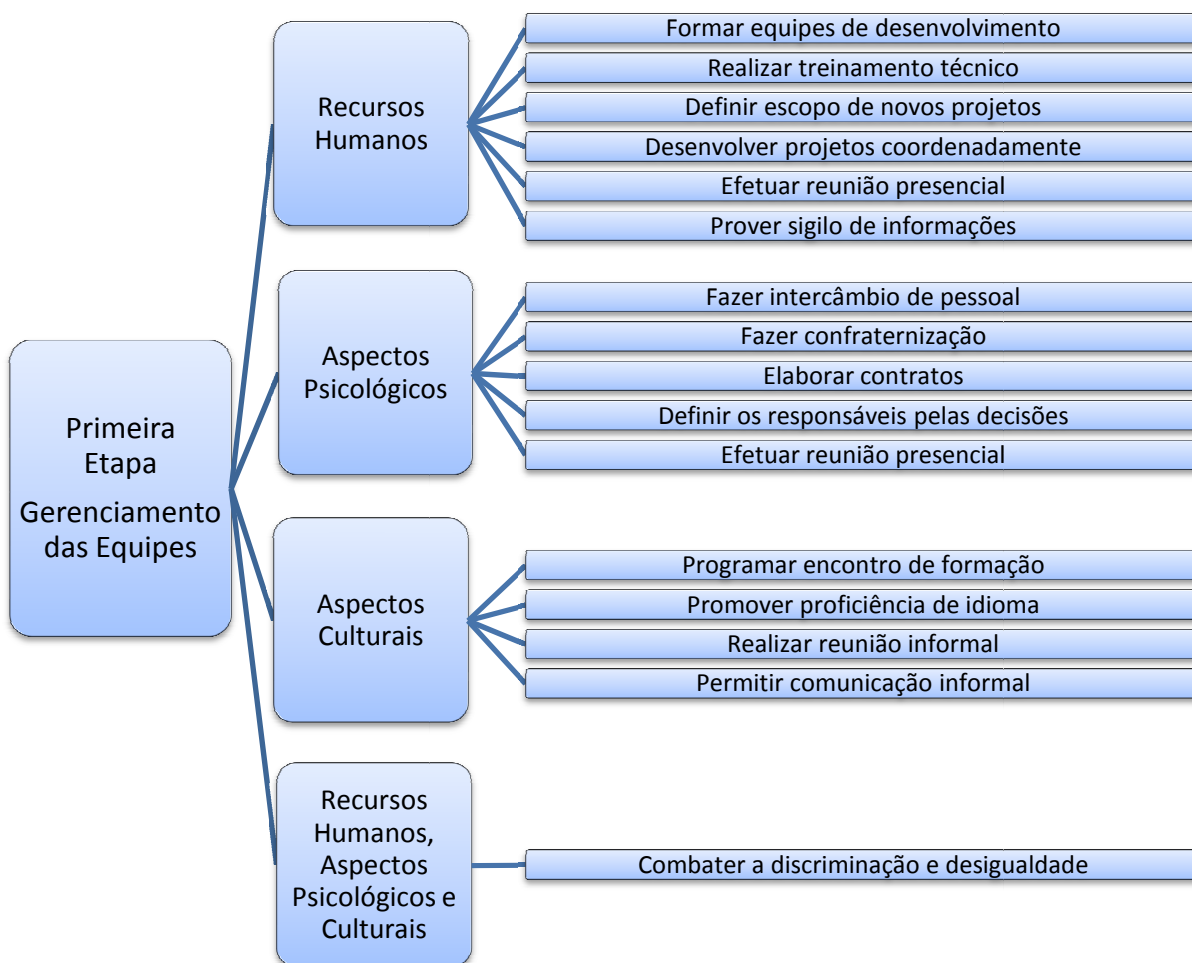 Primeira
Etapa
Gerenciamento
das Equipes
Recursos
Humanos
Formar equipes de desenvolvimento
Realizar treinamento técnico
Definir escopo de novos projetos
Desenvolver projetos coordenadamente
Efetuar reunião presencial
Prover sigilo de informações
Aspectos
Psicológicos
Fazer intercâmbio de pessoal
Fazer confraternização
Elaborar contratos
Definir os responsáveis pelas decisões
Efetuar reunião presencial
Aspectos
Culturais
Programar encontro de formação
Promover proficiência de idioma
Realizar reunião informal
Permitir comunicação informal
Recursos
Humanos,
Aspectos
Psicológicos e
Culturais
Combater a discriminação e desigualdade